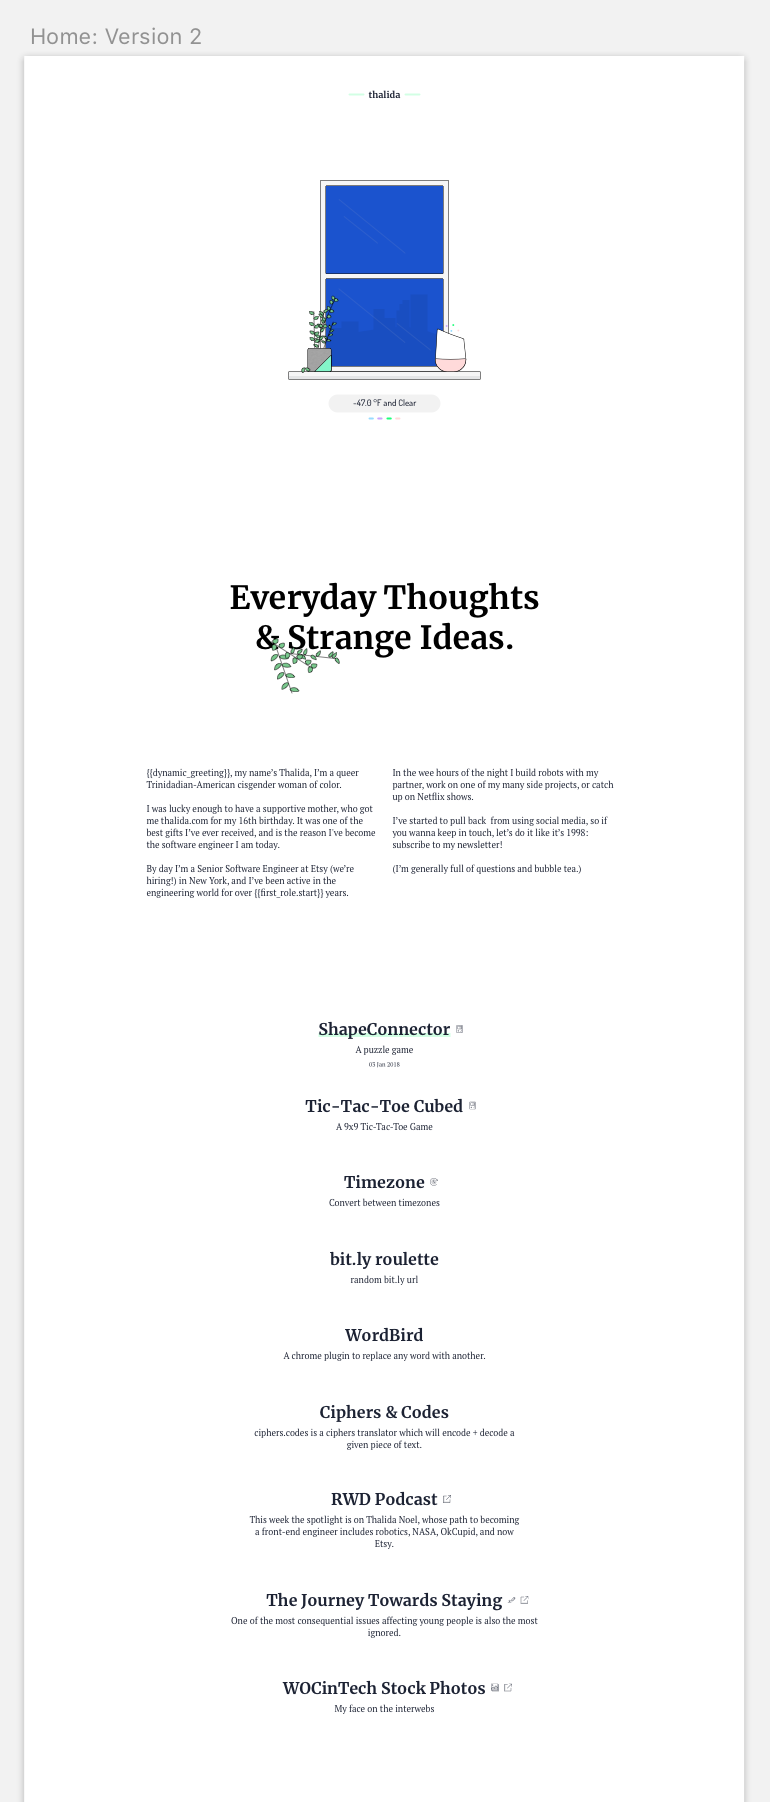 Home: Version 2
thalida
-47.0 °F and Clear
Everyday Thoughts
& Strange Ideas.
{{dynamic_greeting}}, my name's Thalida, I'm a queer
Trinidadian-American cisgender woman of color.
I was lucky enough to have a supportive mother, who got
me thalida.com for my 16th birthday. It was one of the
best gifts I've ever received, and is the reason I've become
the software engineer I am today.
By day I'm a Senior Software Engineer at Etsy (we're
hiring!) in New York, and I've been active in the
engineering world for over {{first_role.start}} years.
In the wee hours of the night I build robots with my
partner, work on one of my many side projects, or catch
up on Netflix shows.
I've started to pull back from using social media, so if
you wanna keep in touch, let's do it like it's 1998:
subscribe to my newsletter!
(I'm generally full of questions and bubble tea.)
ShapeConnector
A puzzle game
03 Jan 2018
Tic-Tac-Toe Cubed
A 9x9 Tic-Tac-Toe Game
Timezone
Convert between timezones
bit.ly roulette
random bit.ly url
WordBird
A chrome plugin to replace any word with another.
Ciphers & Codes
ciphers.codes is a ciphers translator which will encode + decode a
given piece of text.
RWD Podcast
This week the spotlight is on Thalida Noel, whose path to becoming
a front-end engineer includes robotics, NASA, OkCupid, and now
Etsy.
The Journey Towards Staying
One of the most consequential issues affecting young people is also the most
ignored.
WOCinTech Stock Photos
My face on the interwebs